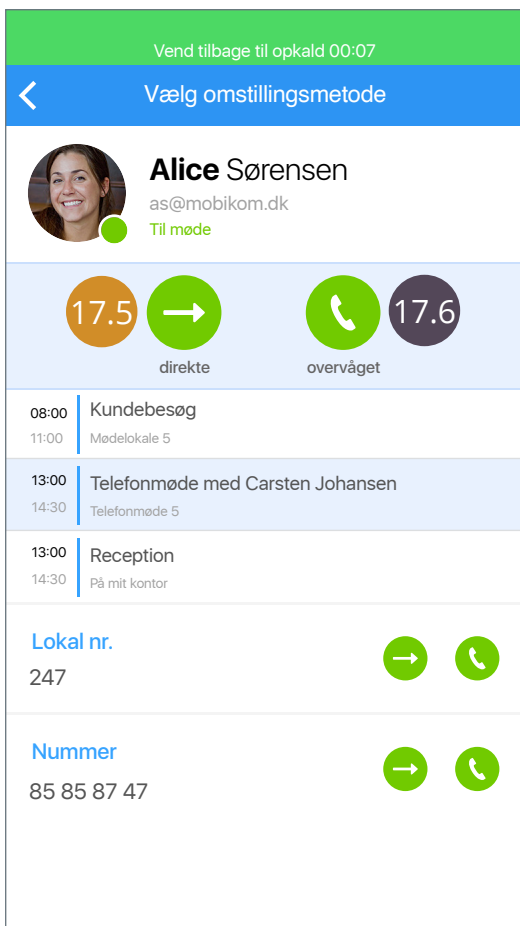 Vend tilbage til opkald 00:07
Vælg omstillingsmetode
Alice Sørensen
as@mobikom.dk
Til møde
17.5
17.6
direkte
overvåget
08:00 Kundebesøg
11:00 Mødelokale 5
13:00 Telefonmøde med Carsten Johansen
14:30 Telefonmøde 5
13:00 Reception
14:30 På mit kontor
Lokal nr.
247
Nummer
85 85 87 47